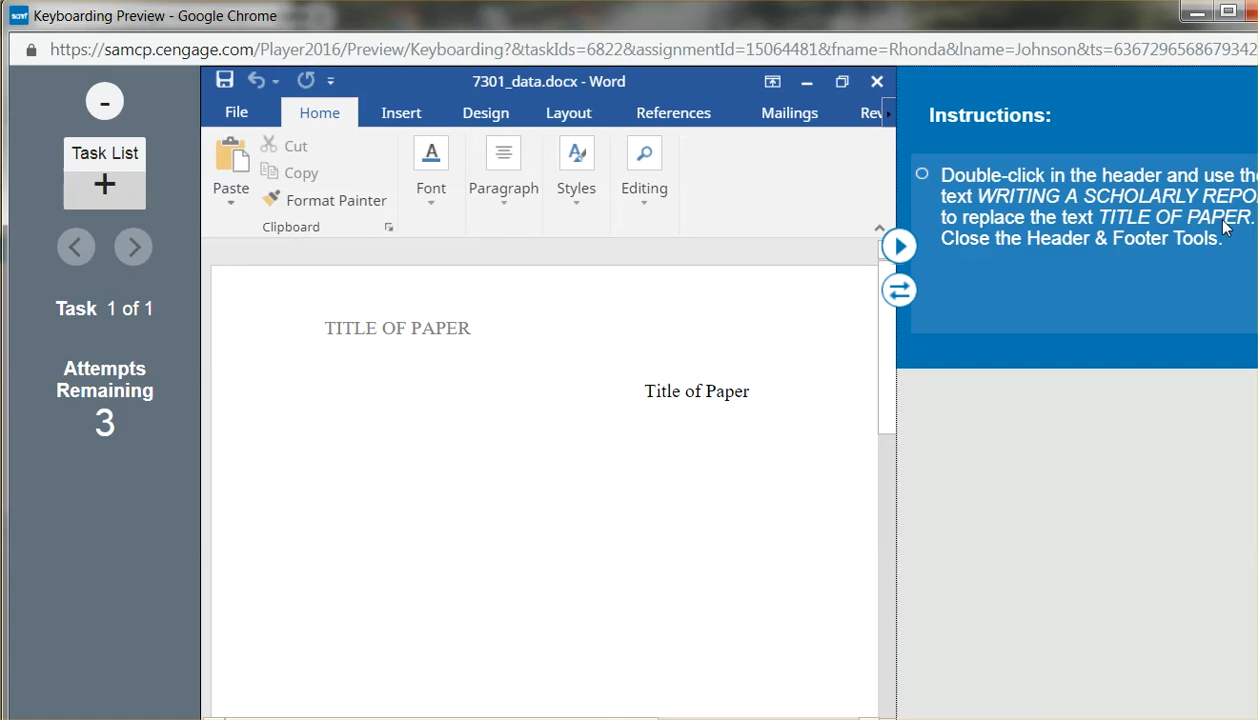 Keyboarding Preview - Google Chrome
https://samcp.cengage.com/Player2016/Preview/Keyboarding?&taskIds=6822&assignmentId=15064481&fname=Rhonda&lname=Johnson&ts=6367296568679342
-
Task List
+
Task 1 of 1
Attempts
Remaining
3
7301_data.docx - Word
File Home Insert Design Layout References Mailings Rev
Paste
Cut
Copy
Format Painter
Clipboard
Font
Paragraph
Styles
Editing
TITLE OF PAPER
Title of Paper
Instructions:
Double-click in the header and use the
text WRITING A SCHOLARLY REPO
to replace the text TITLE OF PAPER.
Close the Header & Footer Tools.